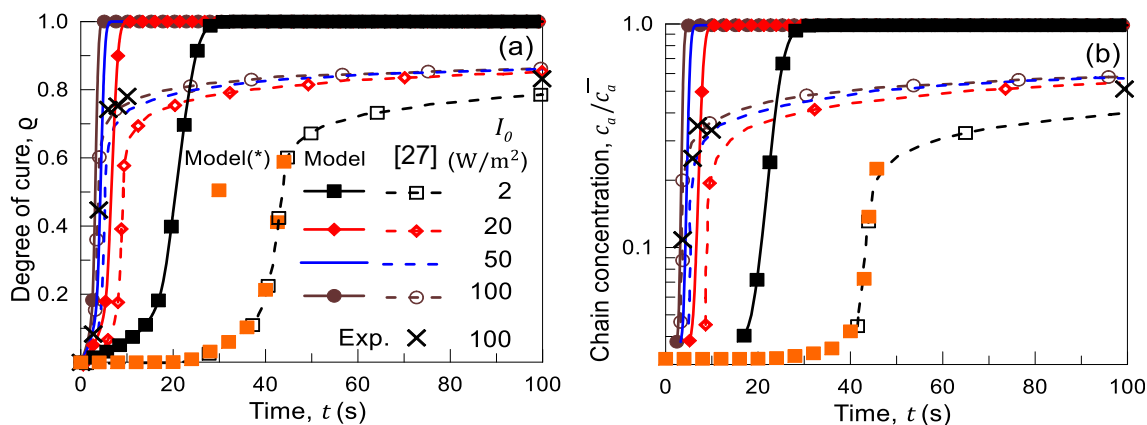 1.0
0.8
0.6
0.4
0.2
Degree of cure, ϱ
(a)
I₀
Model(*) Model [27] (W/m²)
2
20
50
100
Exp. 100
0 20 40 60 80 100
Time, t (s)
1.0
0.1
Chain concentration, cₐ/c̅ₐ
(b)
0 20 40 60 80 100
Time, t (s)